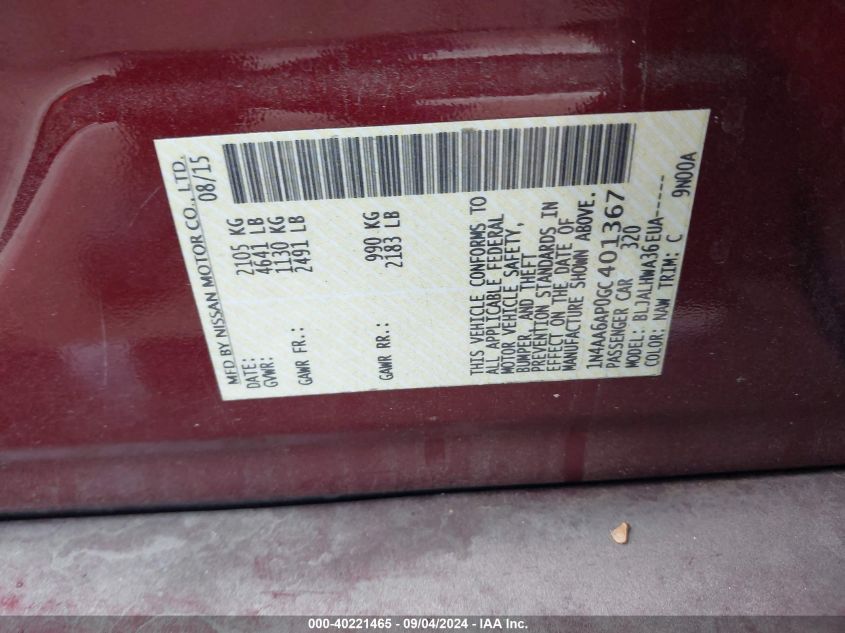 MFD BY NISSAN MOTOR CO., LTD.
DATE: 08/15
GVWR: 2105 KG
4641 LB
GAWR FR.: 1130 KG
2491 LB
GAWR RR.: 990 KG
2183 LB
THIS VEHICLE CONFORMS TO
ALL APPLICABLE FEDERAL
MOTOR VEHICLE SAFETY,
BUMPER, AND THEFT
PREVENTION STANDARDS IN
EFFECT ON THE DATE OF
MANUFACTURE SHOWN ABOVE.
1N4AA6AP0GC401367
PASSENGER CAR 320
MODEL: BLJALHWA36EUA-----
COLOR: NAW TRIM: C 9N00A
000-40221465 - 09/04/2024 - IAA Inc.